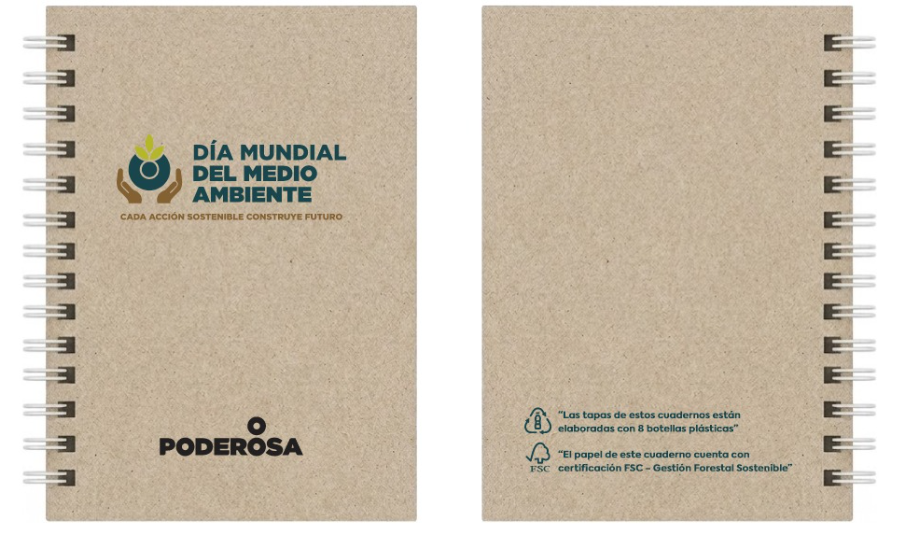 DÍA MUNDIAL
DEL MEDIO
AMBIENTE
CADA ACCIÓN SOSTENIBLE CONSTRUYE FUTURO
PODEROSA
"Las tapas de estos cuadernos están
elaboradas con 8 botellas plásticas"
"El papel de este cuaderno cuenta con
FSC certificación FSC - Gestión Forestal Sostenible"